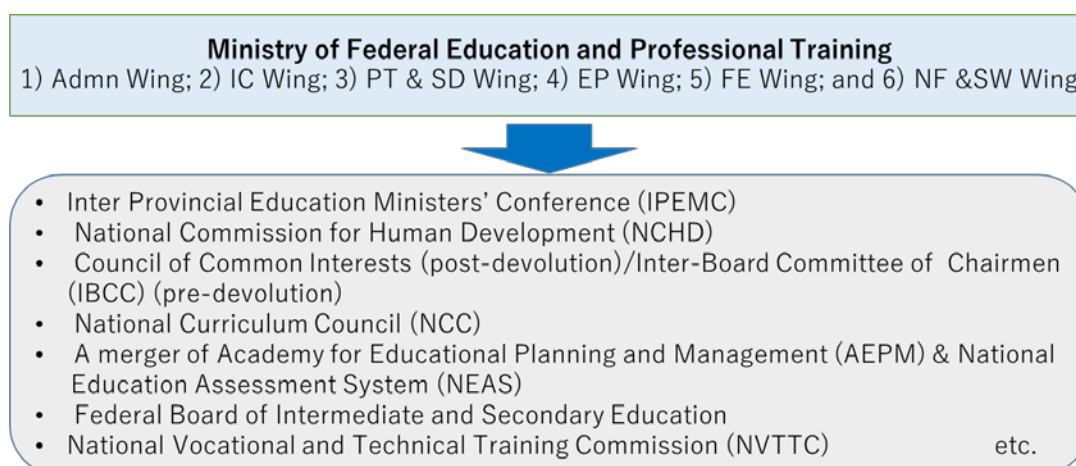 Ministry of Federal Education and Professional Training
1) Admn Wing; 2) IC Wing; 3) PT & SD Wing; 4) EP Wing; 5) FE Wing; and 6) NF &SW Wing
• Inter Provincial Education Ministers’ Conference (IPEMC)
• National Commission for Human Development (NCHD)
• Council of Common Interests (post-devolution)/Inter-Board Committee of Chairmen
(IBCC) (pre-devolution)
• National Curriculum Council (NCC)
• A merger of Academy for Educational Planning and Management (AEPM) & National
Education Assessment System (NEAS)
• Federal Board of Intermediate and Secondary Education
• National Vocational and Technical Training Commission (NVTTC) etc.